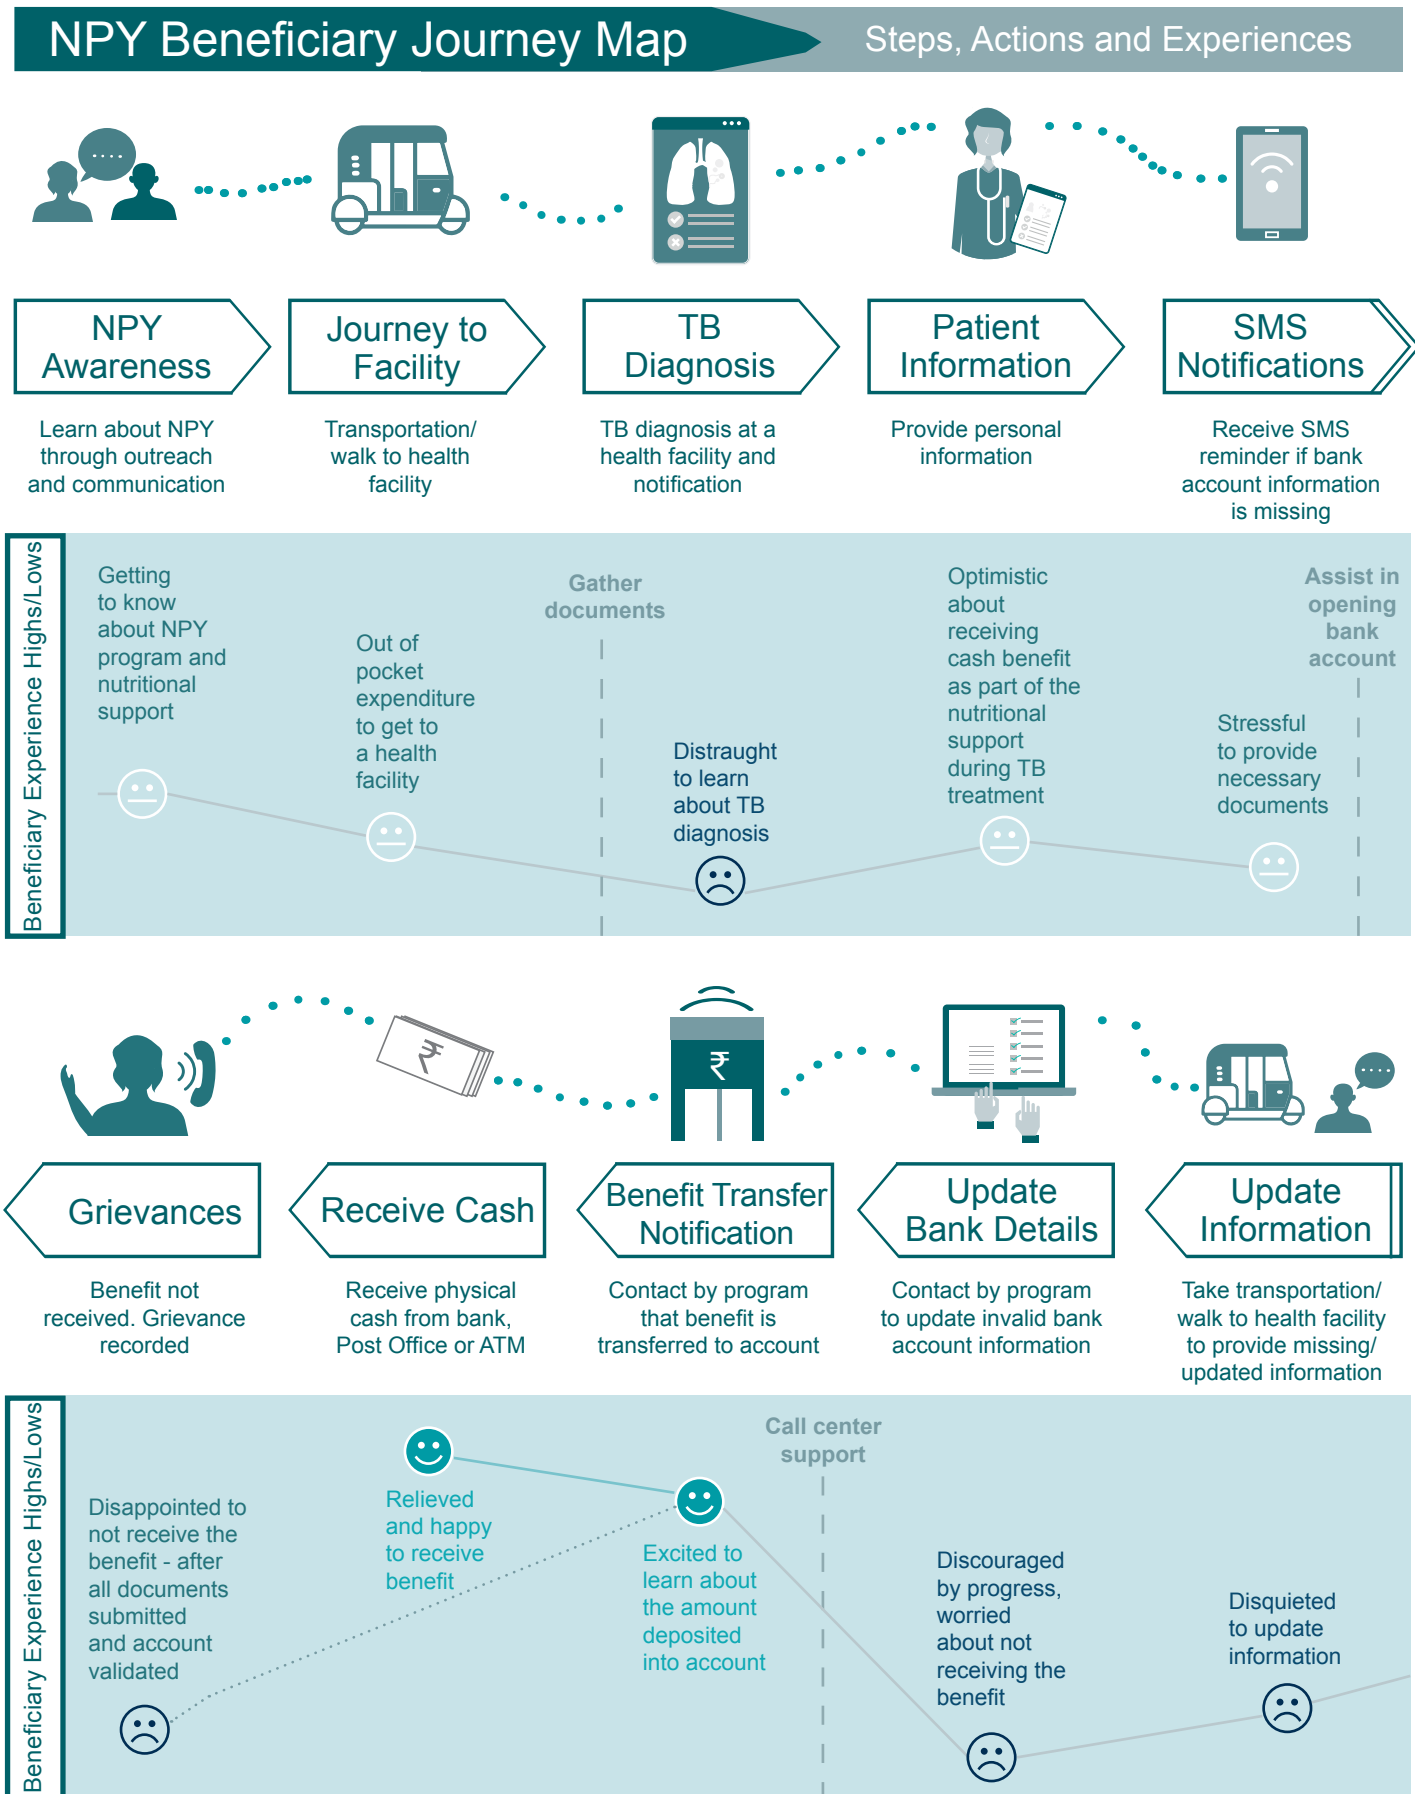 NPY Beneficiary Journey Map
Steps, Actions and Experiences
NPY
Awareness
Journey to
Facility
TB
Diagnosis
Patient
Information
SMS
Notifications
Learn about NPY
through outreach
and communication
Transportation/
walk to health
facility
TB diagnosis at a
health facility and
notification
Provide personal
information
Receive SMS
reminder if bank
account information
is missing
Beneficiary Experience Highs/Lows
Getting
to know
about NPY
program and
nutritional
support
Out of
pocket
expenditure
to get to
a health
facility
Gather
documents
Distraught
to learn
about TB
diagnosis
Optimistic
about
receiving
cash benefit
as part of the
nutritional
support
during TB
treatment
Stressful
to provide
necessary
documents
Assist in
opening
bank
account
₹
₹
Grievances
Receive Cash
Benefit Transfer
Notification
Update
Bank Details
Update
Information
Benefit not
received. Grievance
recorded
Receive physical
cash from bank,
Post Office or ATM
Contact by program
that benefit is
transferred to account
Contact by program
to update invalid bank
account information
Take transportation/
walk to health facility
to provide missing/
updated information
Beneficiary Experience Highs/Lows
Disappointed to
not receive the
benefit - after
all documents
submitted
and account
validated
Relieved
and happy
to receive
benefit
Excited to
learn about
the amount
deposited
into account
Call center
support
Discouraged
by progress,
worried
about not
receiving the
benefit
Disquieted
to update
information